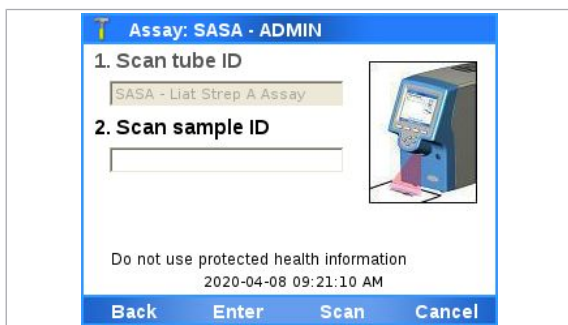 Assay: SASA - ADMIN
1. Scan tube ID
SASA - Liat Strep A Assay
2. Scan sample ID
Do not use protected health information
2020-04-08 09:21:10 AM
Back Enter Scan Cancel